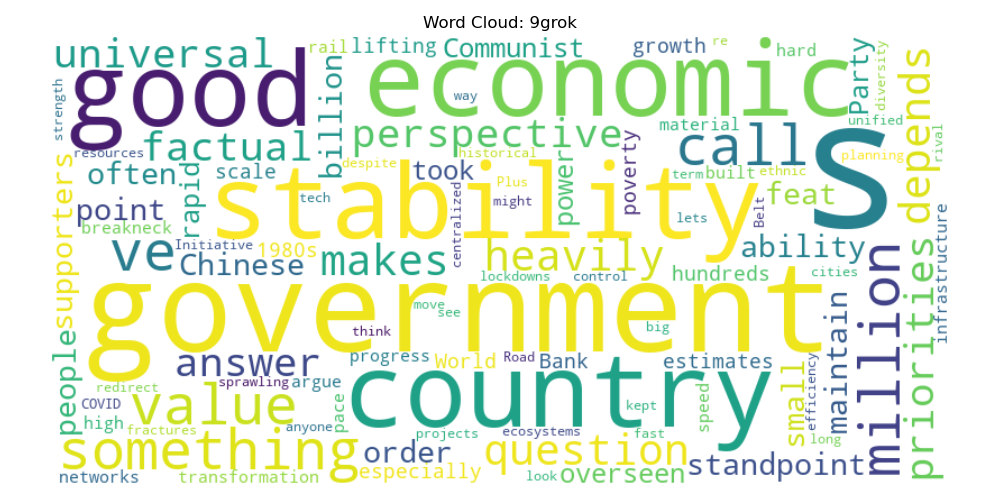 Word Cloud: 9grok
universal
good
rail
lifting
Communist
growth
re
hard
economic
Party
diversity
depends
strength
billion
way
factual
resources
perspective
material
call
s
unified
rival
planning
often
scale
rapid
despite
historical
took
power
poverty
term
built
ethnic
feat
supporters
point
breakneck
stability
tech
Plus
might
centralized
lets
Belt
ve
Initiative
1980s
Chinese
makes
heavily
ability
hundreds
cities
infrastructure
lockdowns
control
government
move
see
think
big
million
priorities
people
answer
progress
World
Road
Bank
estimates
maintain
small
efficiency
redirect
sprawling
argue
COVID
value
pace
country
kept
speed
high
fractures
anyone
projects
ecosystems
fast
long
something
order
question
especially
look
overseen
standpoint
networks
transformation